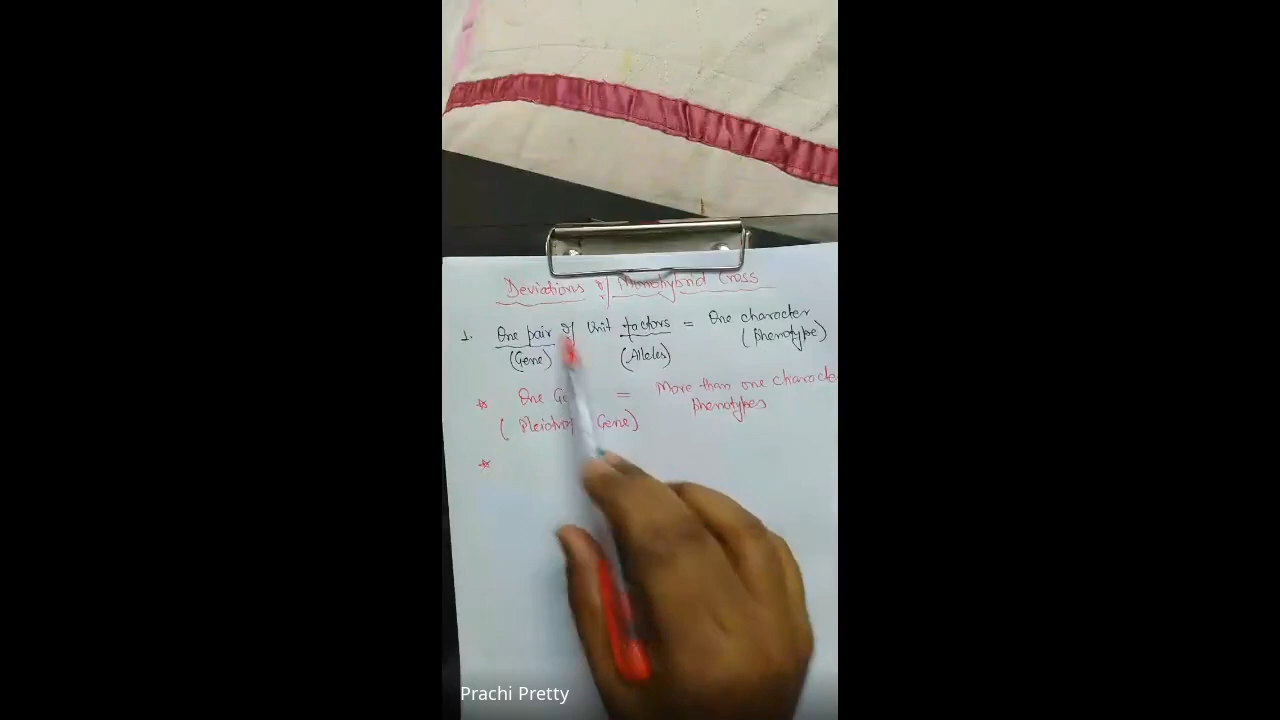 Deviations of Monohybrid Cross
1. One pair of Unit factors = One character
(Gene) (Alleles) (phenotype)
* One = More than one characte
( Gene) phenotypes
*
Prachi Pretty